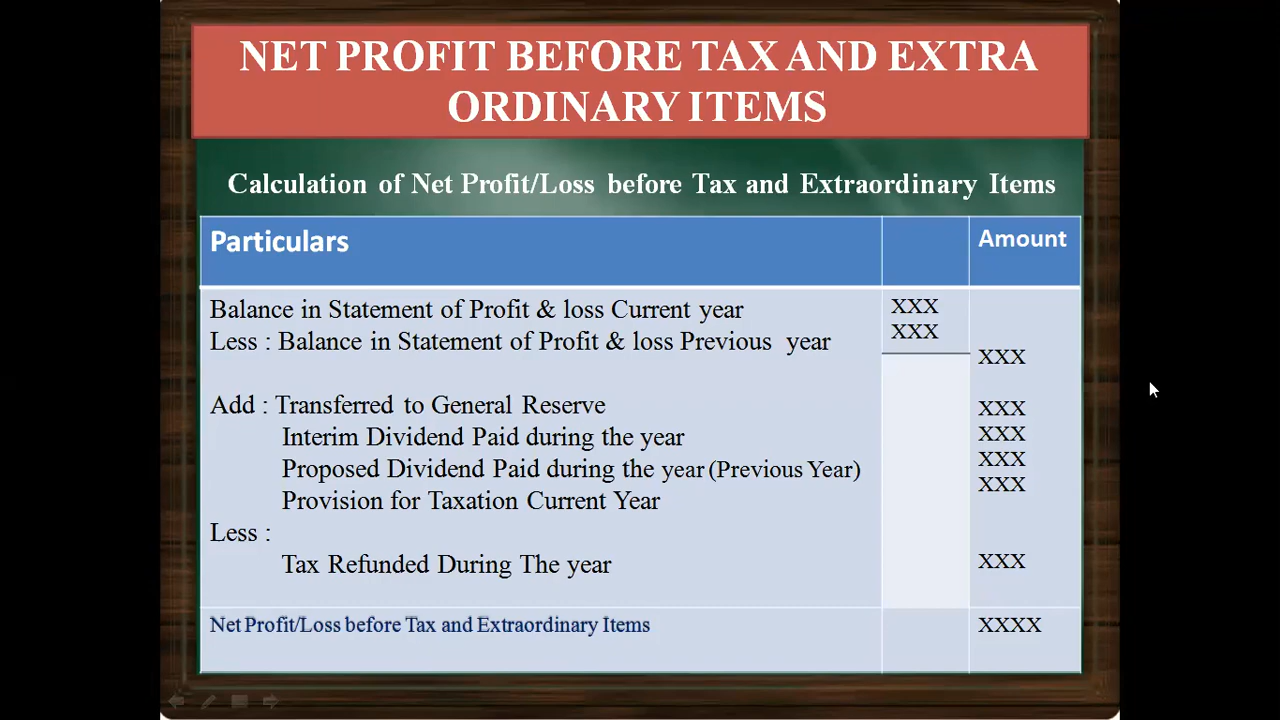 NET PROFIT BEFORE TAX AND EXTRA
ORDINARY ITEMS
Calculation of Net Profit/Loss before Tax and Extraordinary Items
Particulars Amount
Balance in Statement of Profit & loss Current year XXX
Less : Balance in Statement of Profit & loss Previous year XXX
XXX
Add : Transferred to General Reserve XXX
Interim Dividend Paid during the year XXX
Proposed Dividend Paid during the year (Previous Year) XXX
Provision for Taxation Current Year XXX
Less :
Tax Refunded During The year XXX
Net Profit/Loss before Tax and Extraordinary Items XXXX